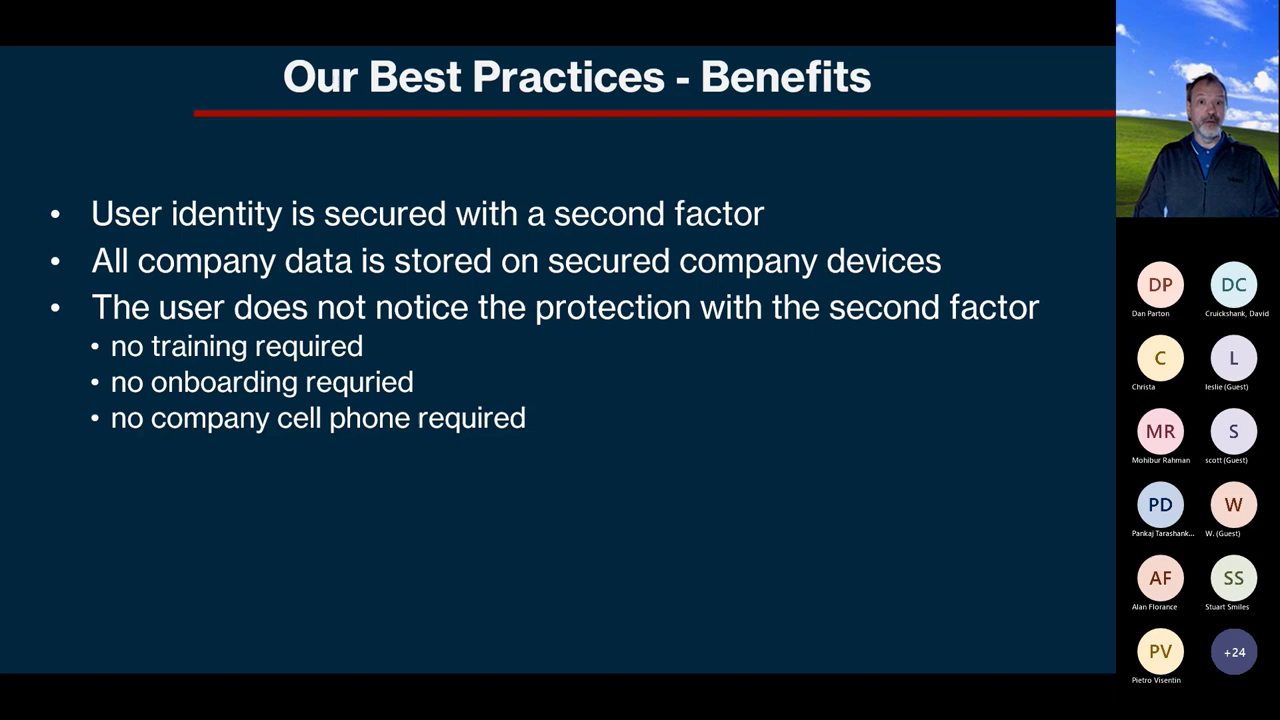 Our Best Practices - Benefits
• User identity is secured with a second factor
• All company data is stored on secured company devices
• The user does not notice the protection with the second factor
• no training required
• no onboarding requried
• no company cell phone required
DP
Dan Parton
DC
Cruickshank, David
C
Christa
L
leslie (Guest)
MR
Mohibur Rahman
S
scott (Guest)
PD
Pankaj Tarashank...
W
W. (Guest)
AF
Alan Florance
SS
Stuart Smiles
PV
Pietro Visentin
+24